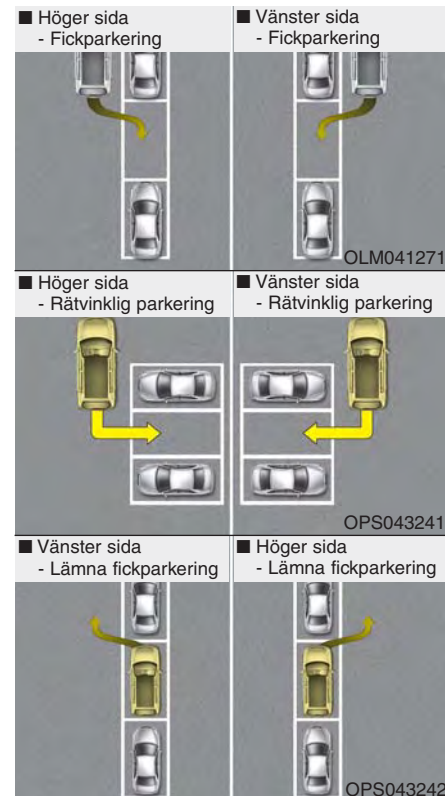 ■ Höger sida
- Fickparkering
■ Vänster sida
- Fickparkering
OLM041271
■ Höger sida
- Rätvinklig parkering
■ Vänster sida
- Rätvinklig parkering
OPS043241
■ Vänster sida
- Lämna fickparkering
■ Höger sida
- Lämna fickparkering
OPS043242